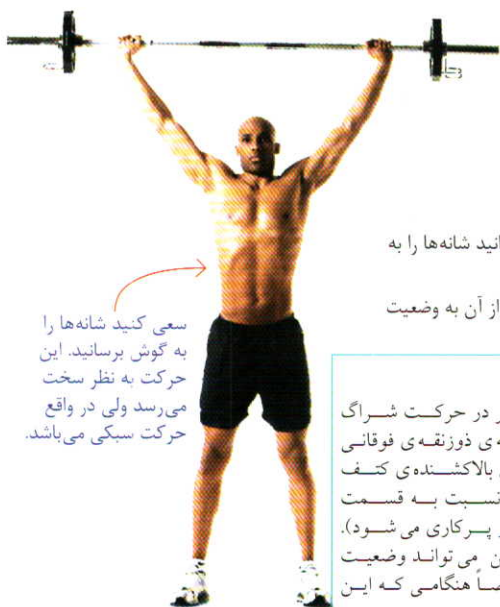 انید شانه‌ها را به
از آن به وضعیت
سعی کنید شانه‌ها را
به گوش برسانید. این
حرکت به نظر سخت
می‌رسد ولی در واقع
حرکت سبکی می‌باشد.
ر در حرکت شراگ
ه‌ی ذوزنقه‌ی فوقانی
بالاکشنده‌ی کتف
نسبت به قسمت
پرکاری می‌شود).
ن می‌تواند وضعیت
صاً هنگامی که این